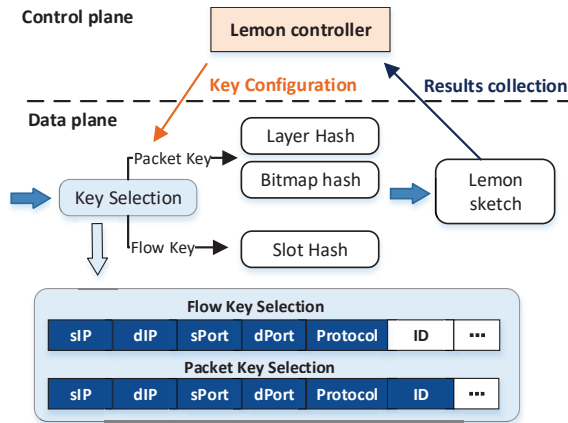 Control plane
Lemon controller
Key Configuration
Results collection
Data plane
Layer Hash
Packet Key
Bitmap hash
Key Selection
Lemon
sketch
Flow Key
Slot Hash
Flow Key Selection
sIP dIP sPort dPort Protocol ID ...
Packet Key Selection
sIP dIP sPort dPort Protocol ID ...